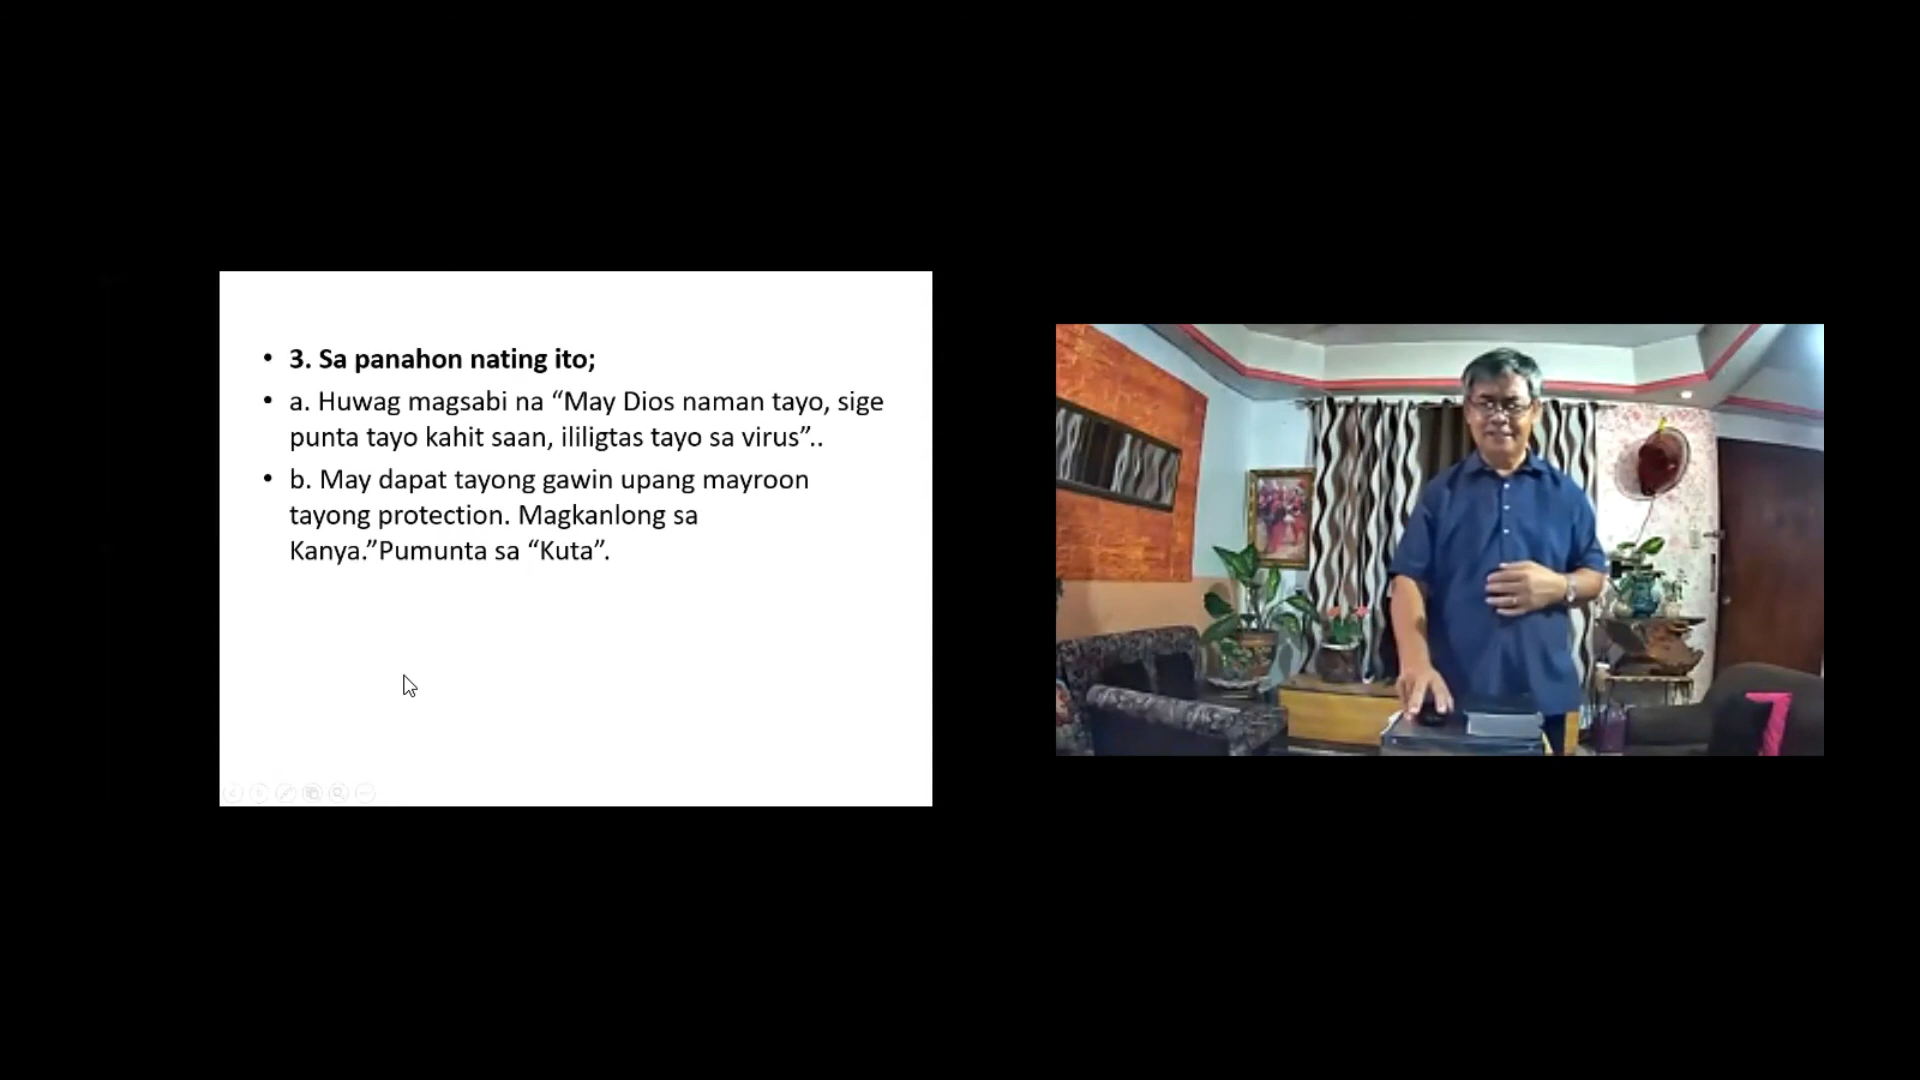 • 3. Sa panahon nating ito;
• a. Huwag magsabi na “May Dios naman tayo, sige
punta tayo kahit saan, ililigtas tayo sa virus”..
• b. May dapat tayong gawin upang mayroon
tayong protection. Magkanlong sa
Kanya.”Pumunta sa “Kuta”.